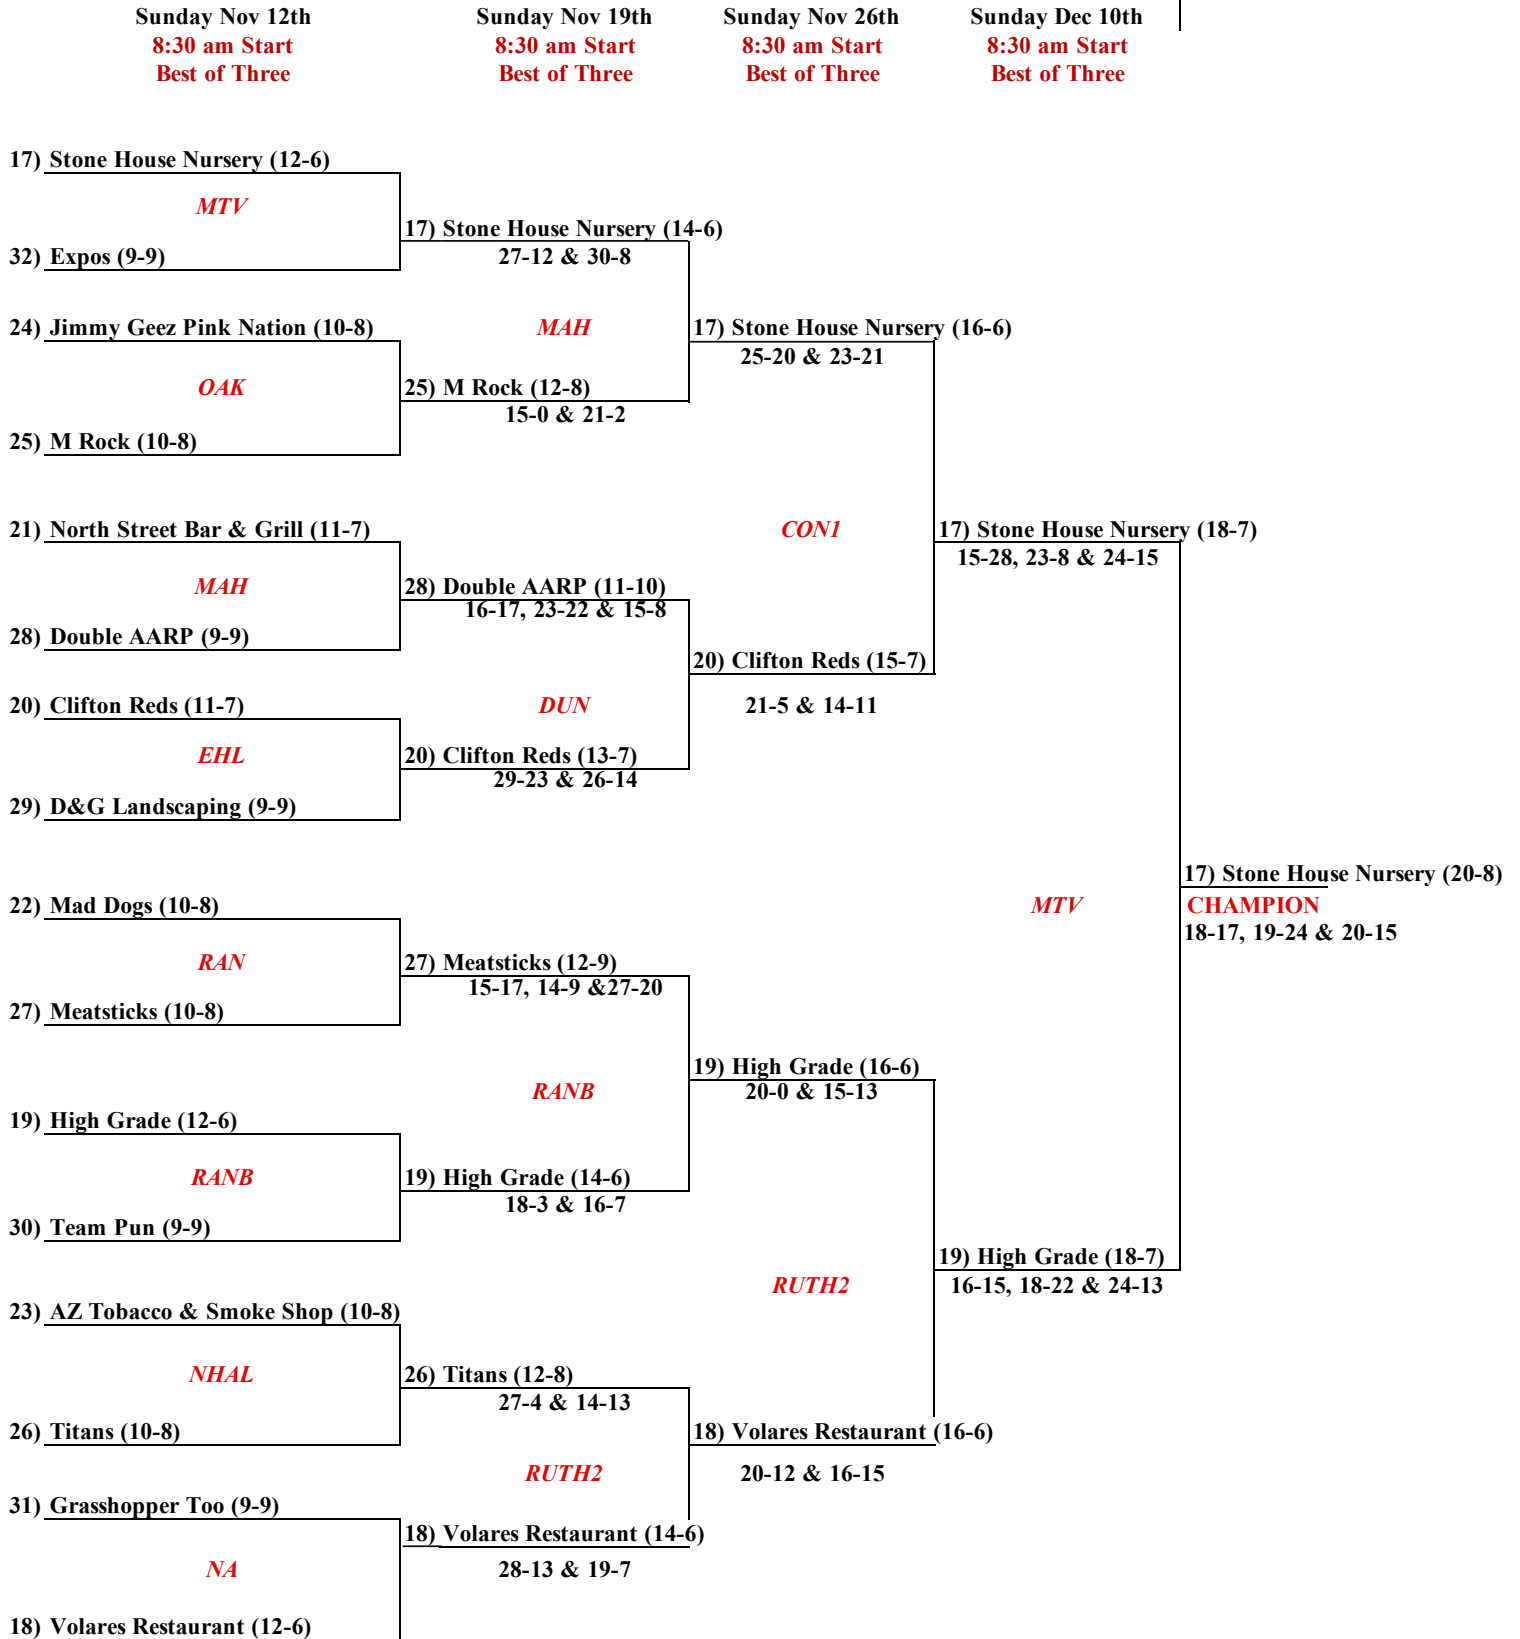 Sunday Nov 12th
8:30 am Start
Best of Three
Sunday Nov 19th
8:30 am Start
Best of Three
Sunday Nov 26th
8:30 am Start
Best of Three
Sunday Dec 10th
8:30 am Start
Best of Three
17) Stone House Nursery (12-6)
MTV
32) Expos (9-9)
24) Jimmy Geez Pink Nation (10-8)
OAK
25) M Rock (10-8)
21) North Street Bar & Grill (11-7)
MAH
28) Double AARP (9-9)
20) Clifton Reds (11-7)
EHL
29) D&G Landscaping (9-9)
22) Mad Dogs (10-8)
RAN
27) Meatsticks (10-8)
19) High Grade (12-6)
RANB
30) Team Pun (9-9)
23) AZ Tobacco & Smoke Shop (10-8)
NHAL
26) Titans (10-8)
31) Grasshopper Too (9-9)
NA
18) Volares Restaurant (12-6)
17) Stone House Nursery (14-6)
27-12 & 30-8
MAH
25) M Rock (12-8)
15-0 & 21-2
28) Double AARP (11-10)
16-17, 23-22 & 15-8
DUN
20) Clifton Reds (13-7)
29-23 & 26-14
27) Meatsticks (12-9)
15-17, 14-9 &27-20
RANB
19) High Grade (14-6)
18-3 & 16-7
26) Titans (12-8)
27-4 & 14-13
RUTH2
18) Volares Restaurant (14-6)
28-13 & 19-7
17) Stone House Nursery (16-6)
25-20 & 23-21
CON1
20) Clifton Reds (15-7)
21-5 & 14-11
19) High Grade (16-6)
20-0 & 15-13
RUTH2
18) Volares Restaurant (16-6)
20-12 & 16-15
17) Stone House Nursery (18-7)
15-28, 23-8 & 24-15
MTV
19) High Grade (18-7)
16-15, 18-22 & 24-13
17) Stone House Nursery (20-8)
CHAMPION
18-17, 19-24 & 20-15